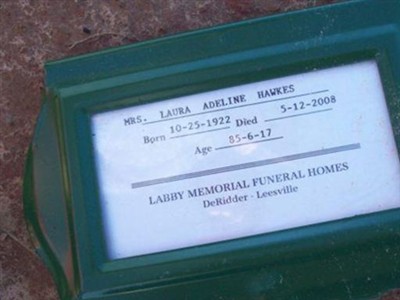 MRS. LAURA ADELINE HAWKES
Born 10-25-1922 Died 5-12-2008
Age 85-6-17
LABBY MEMORIAL FUNERAL HOMES
DeRidder - Leesville